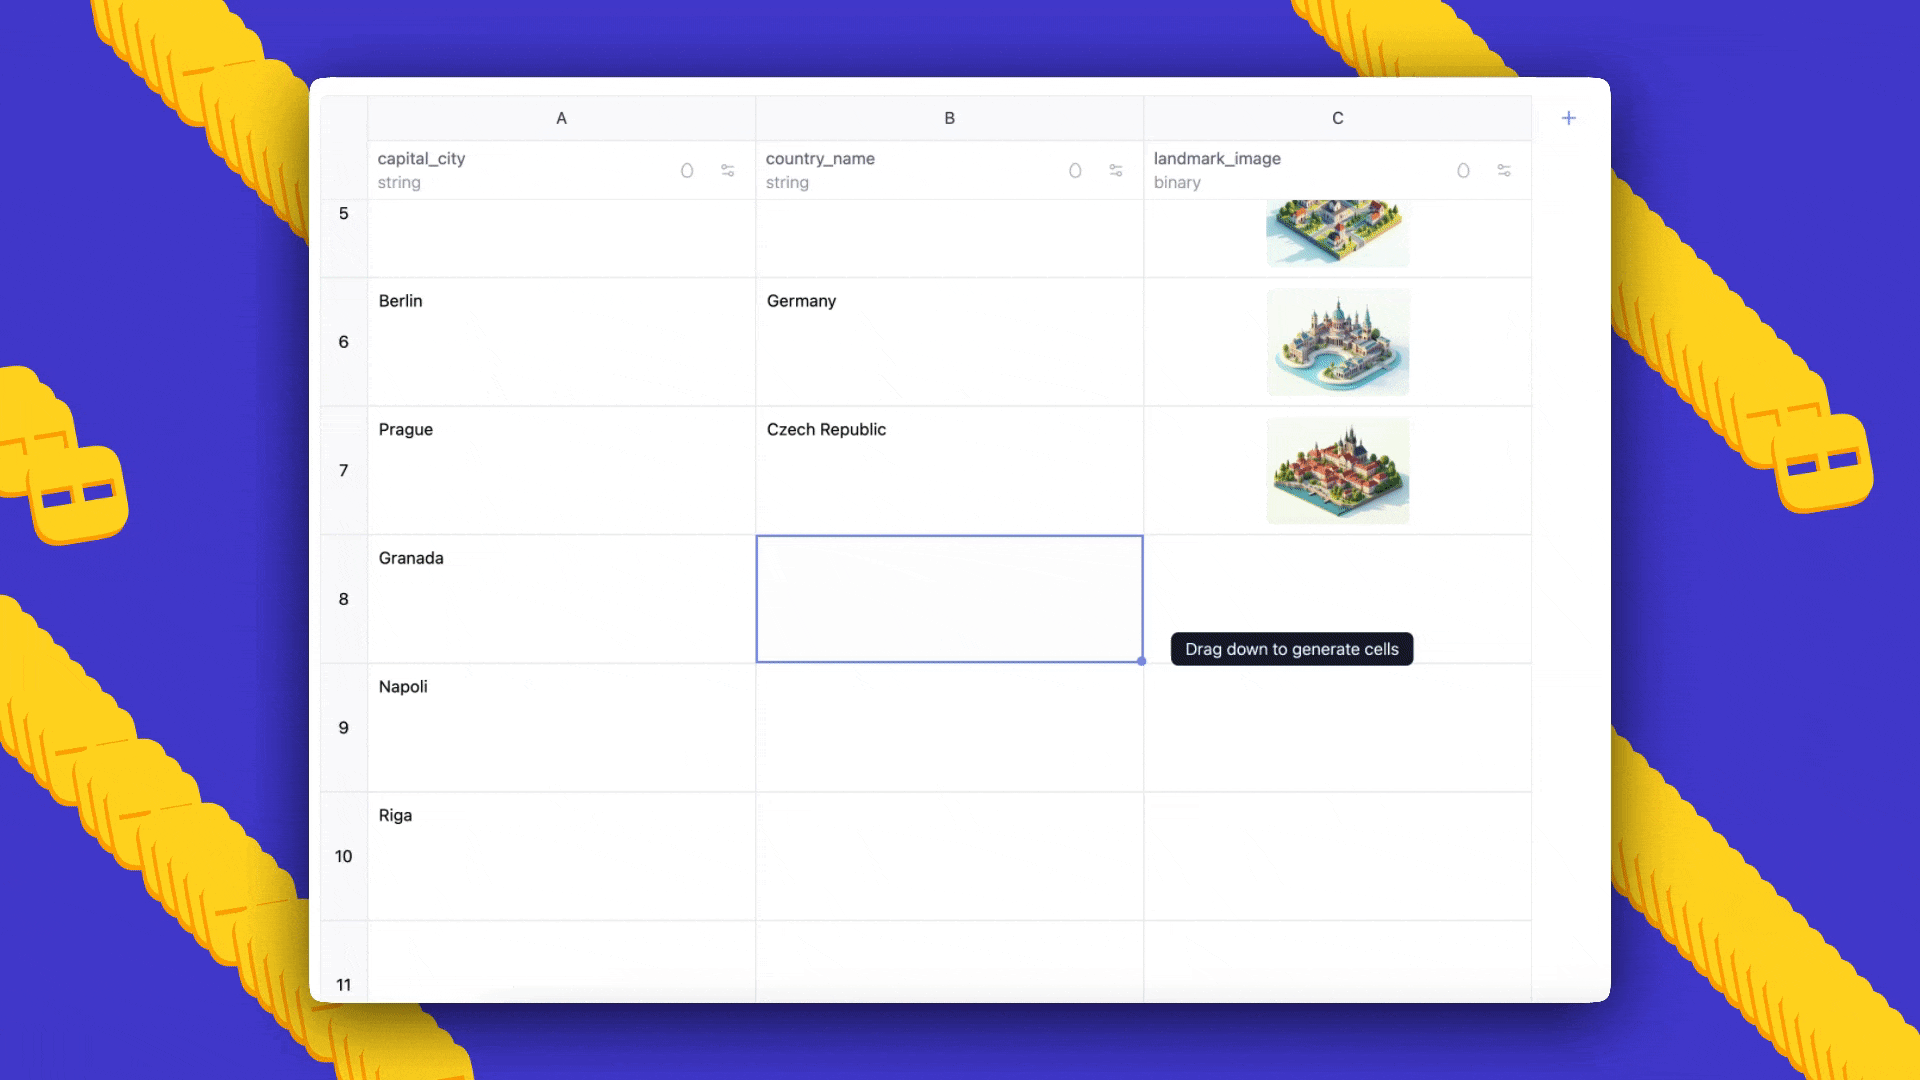 A
B
C
+
capital_city
string
country_name
string
landmark_image
binary
5
6
Berlin
Germany
7
Prague
Czech Republic
8
Granada
Drag down to generate cells
9
Napoli
10
Riga
11